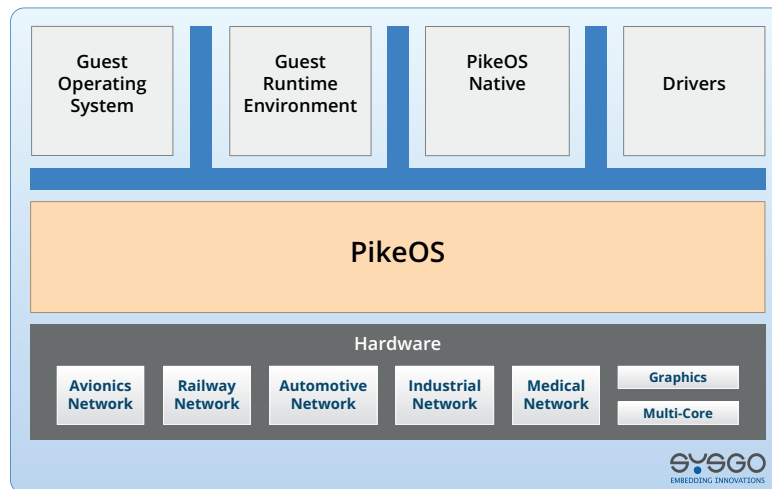 Guest
Operating
System
Guest
Runtime
Environment
PikeOS
Native
Drivers
PikeOS
Hardware
Avionics
Network
Railway
Network
Automotive
Network
Industrial
Network
Medical
Network
Graphics
Multi-Core
SYSGO
EMBEDDING INNOVATIONS